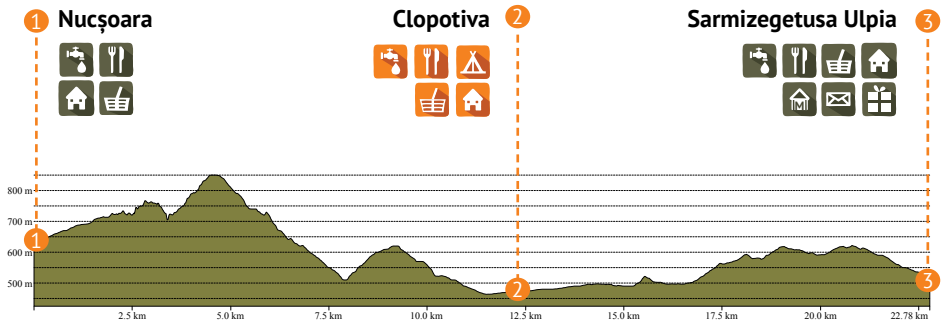 1 Nucșoara Clopotiva 2 Sarmizegetusa Ulpia 3
800 m
700 m
1
600 m
500 m
2
3
2.5 km 5.0 km 7.5 km 10.0 km 12.5 km 15.0 km 17.5 km 20.0 km 22.78 km